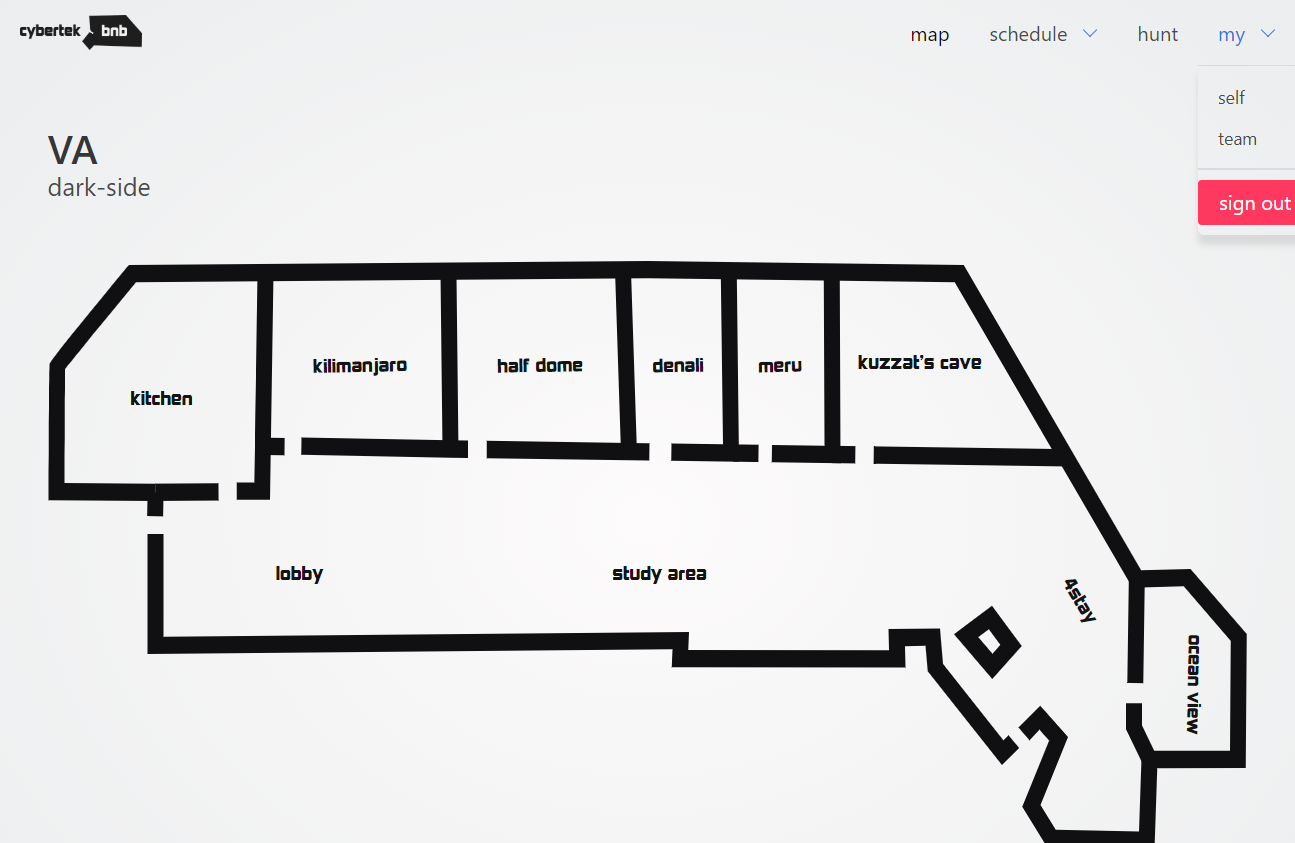 cybertek bnb
map schedule hunt my
self
team
sign out
VA
dark-side
kitchen
kilimanjaro
half dome
denali
meru
kuzzat's cave
lobby
study area
4stay
ocean view